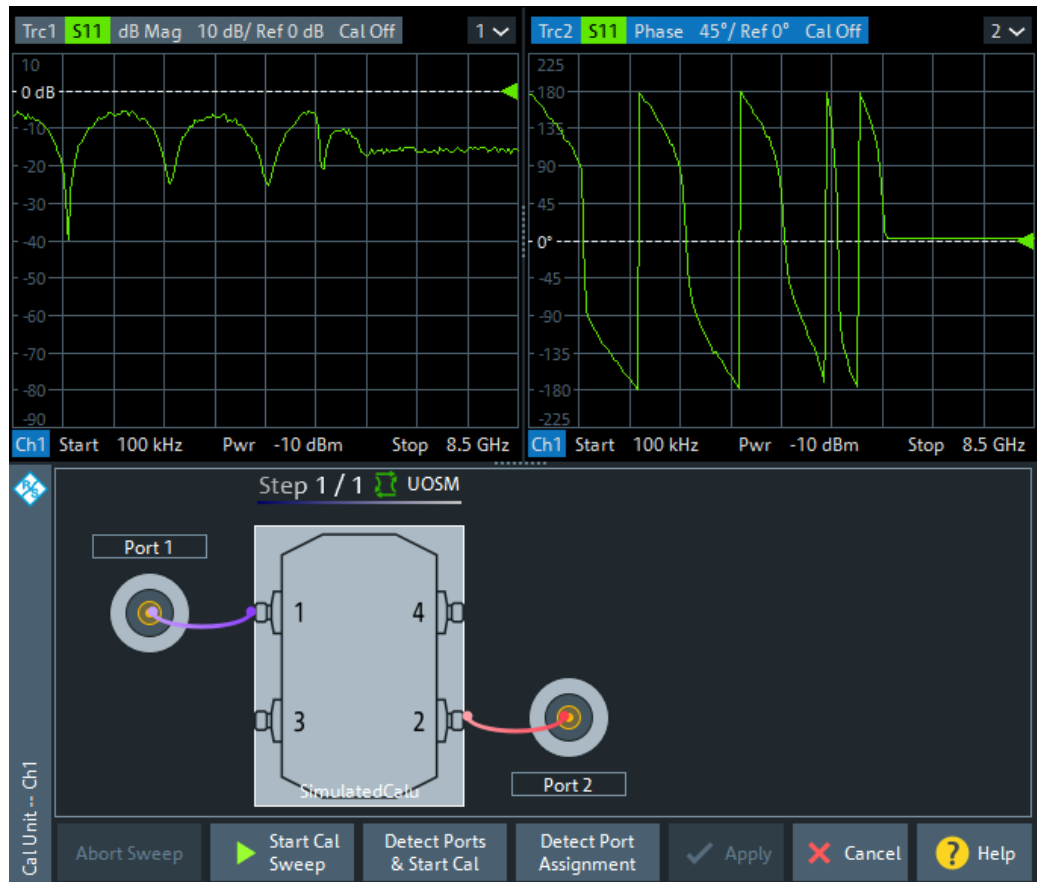 Trc1 S11 dB Mag 10 dB/ Ref 0 dB Cal Off 1
10
0 dB
-10
-20
-30
-40
-50
-60
-70
-80
-90
Ch1 Start 100 kHz Pwr -10 dBm Stop 8.5 GHz
Trc2 S11 Phase 45°/ Ref 0° Cal Off 2
225
180
135
90
45
0°
-45
-90
-135
-180
-225
Ch1 Start 100 kHz Pwr -10 dBm Stop 8.5 GHz
R&S
Step 1 / 1 UOSM
Port 1
1 4
3 2
SimulatedCalu
Port 2
Cal Unit -- Ch1
Abort Sweep
Start Cal
Sweep
Detect Ports
& Start Cal
Detect Port
Assignment
Apply
Cancel
? Help